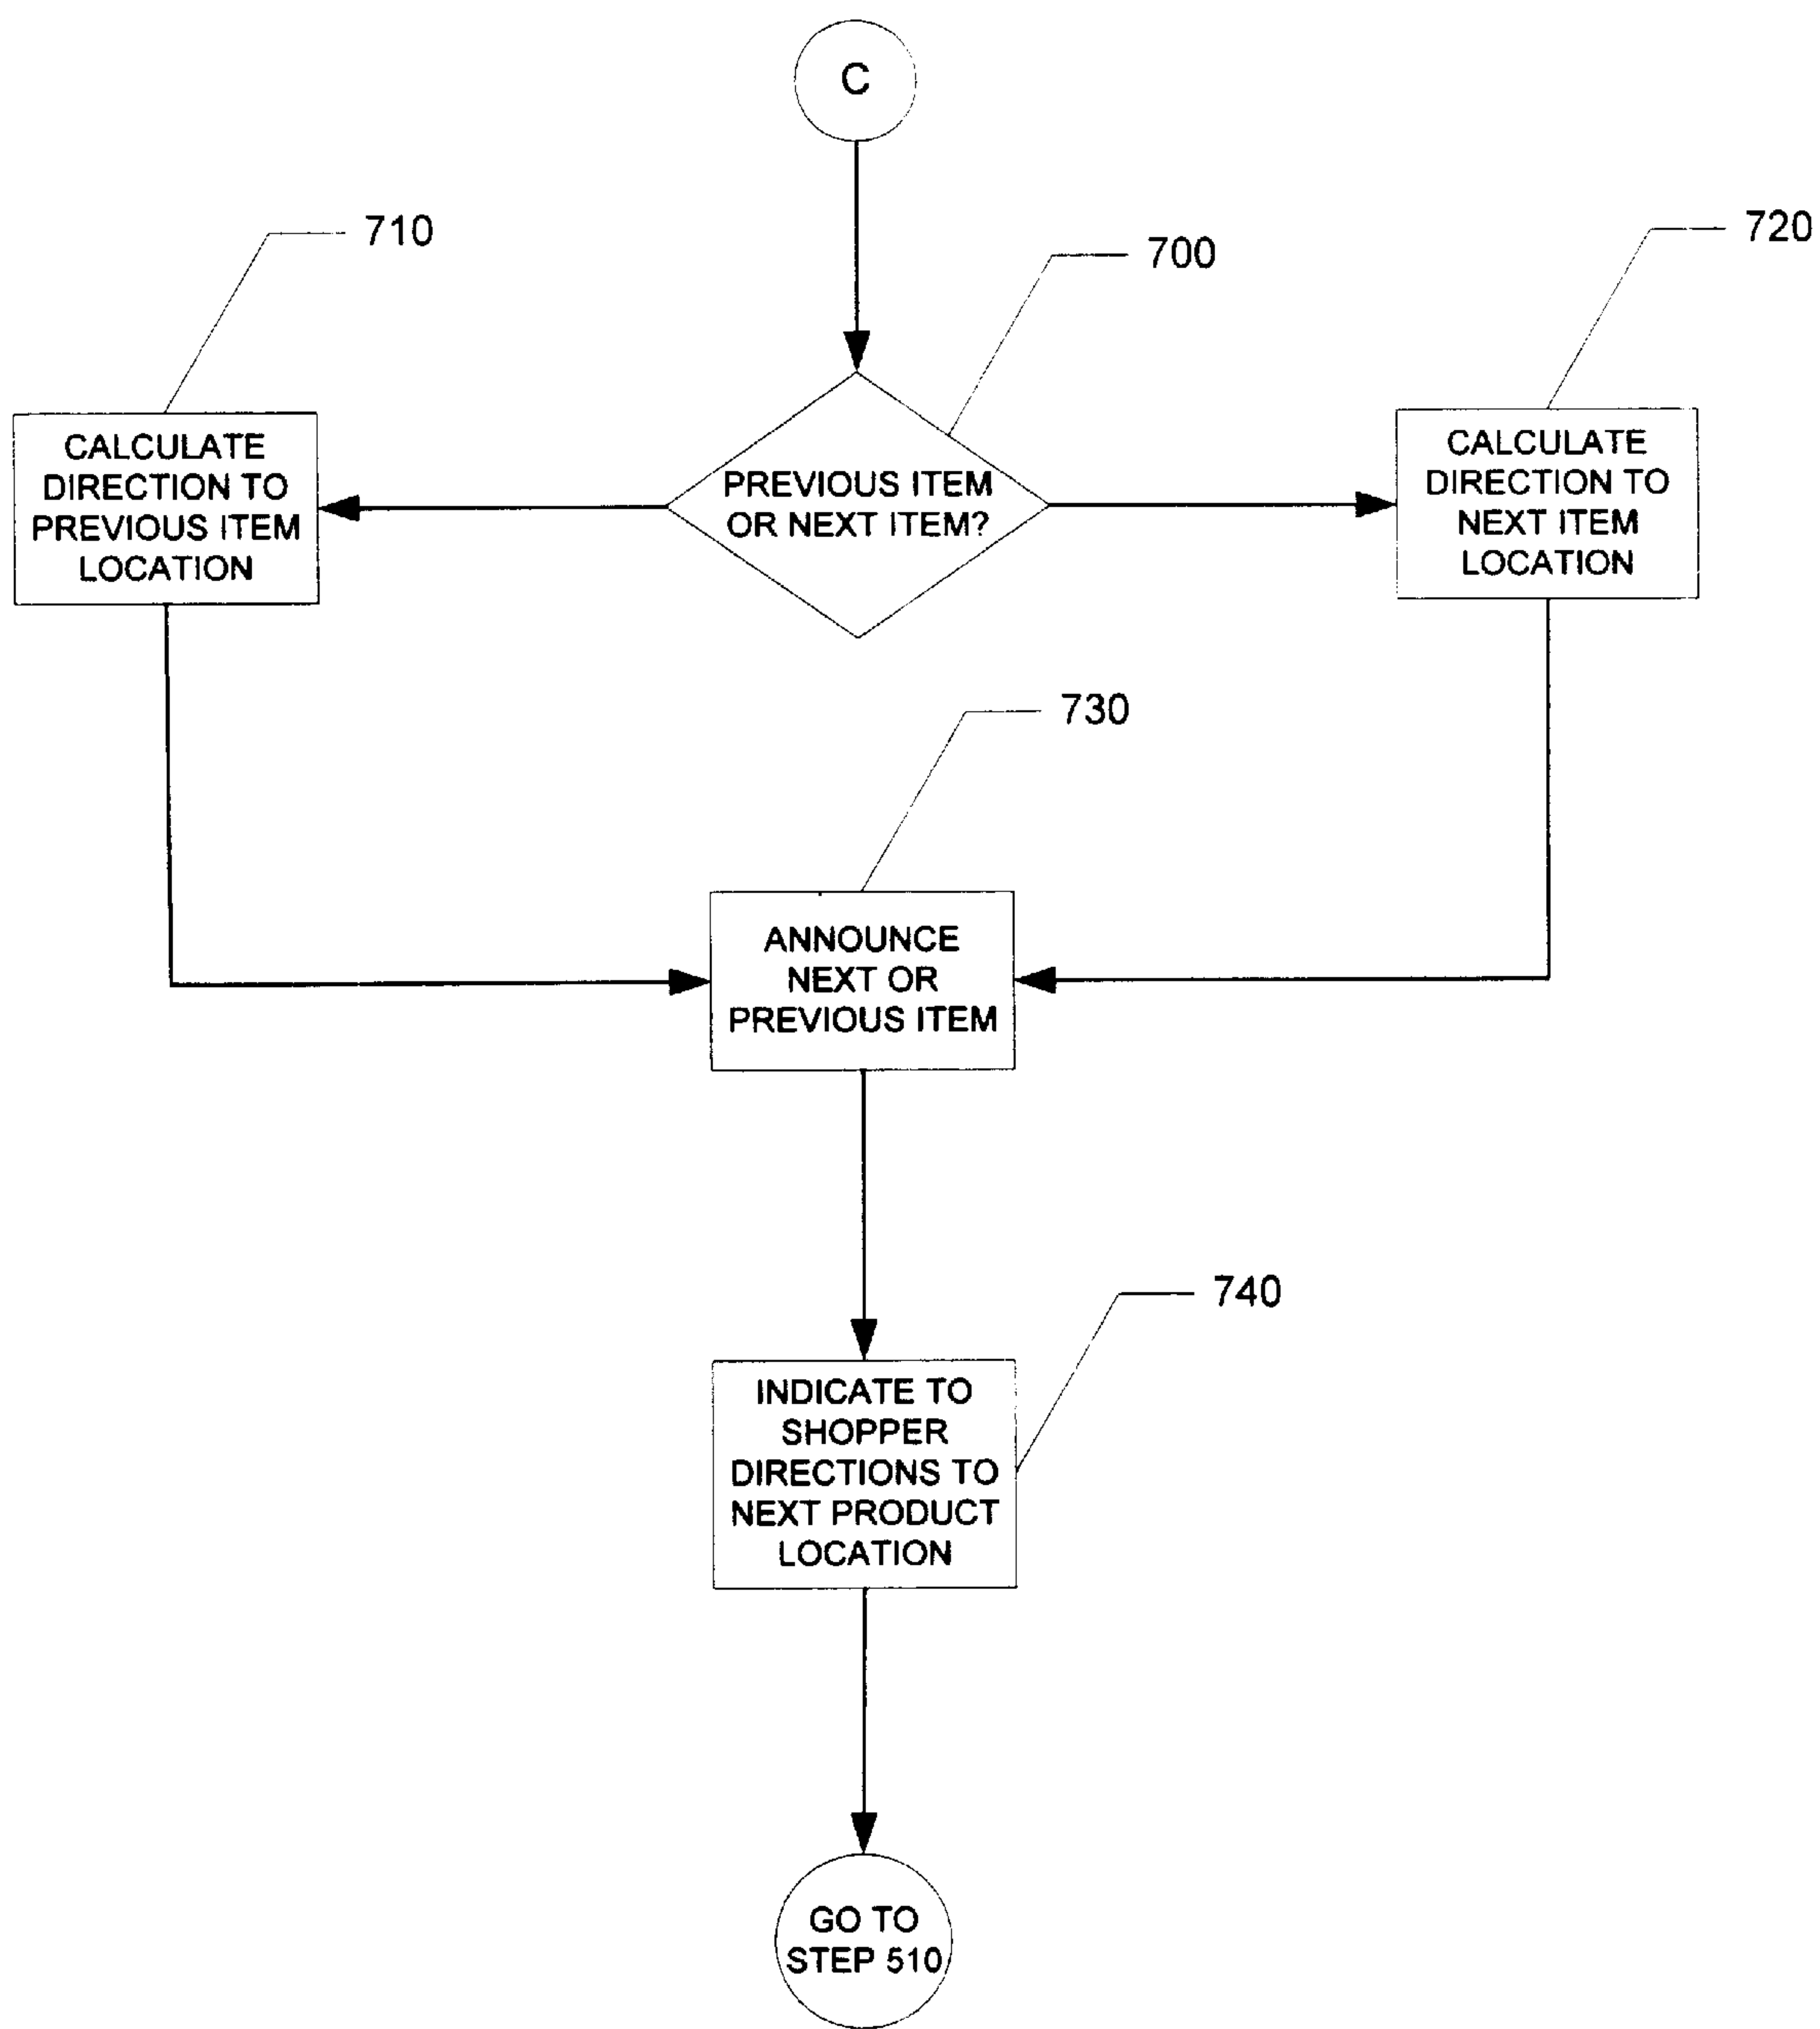 C
710
700
720
CALCULATE
DIRECTION TO
PREVIOUS ITEM
LOCATION
PREVIOUS ITEM
OR NEXT ITEM?
CALCULATE
DIRECTION TO
NEXT ITEM
LOCATION
730
ANNOUNCE
NEXT OR
PREVIOUS ITEM
740
INDICATE TO
SHOPPER
DIRECTIONS TO
NEXT PRODUCT
LOCATION
GO TO
STEP 510